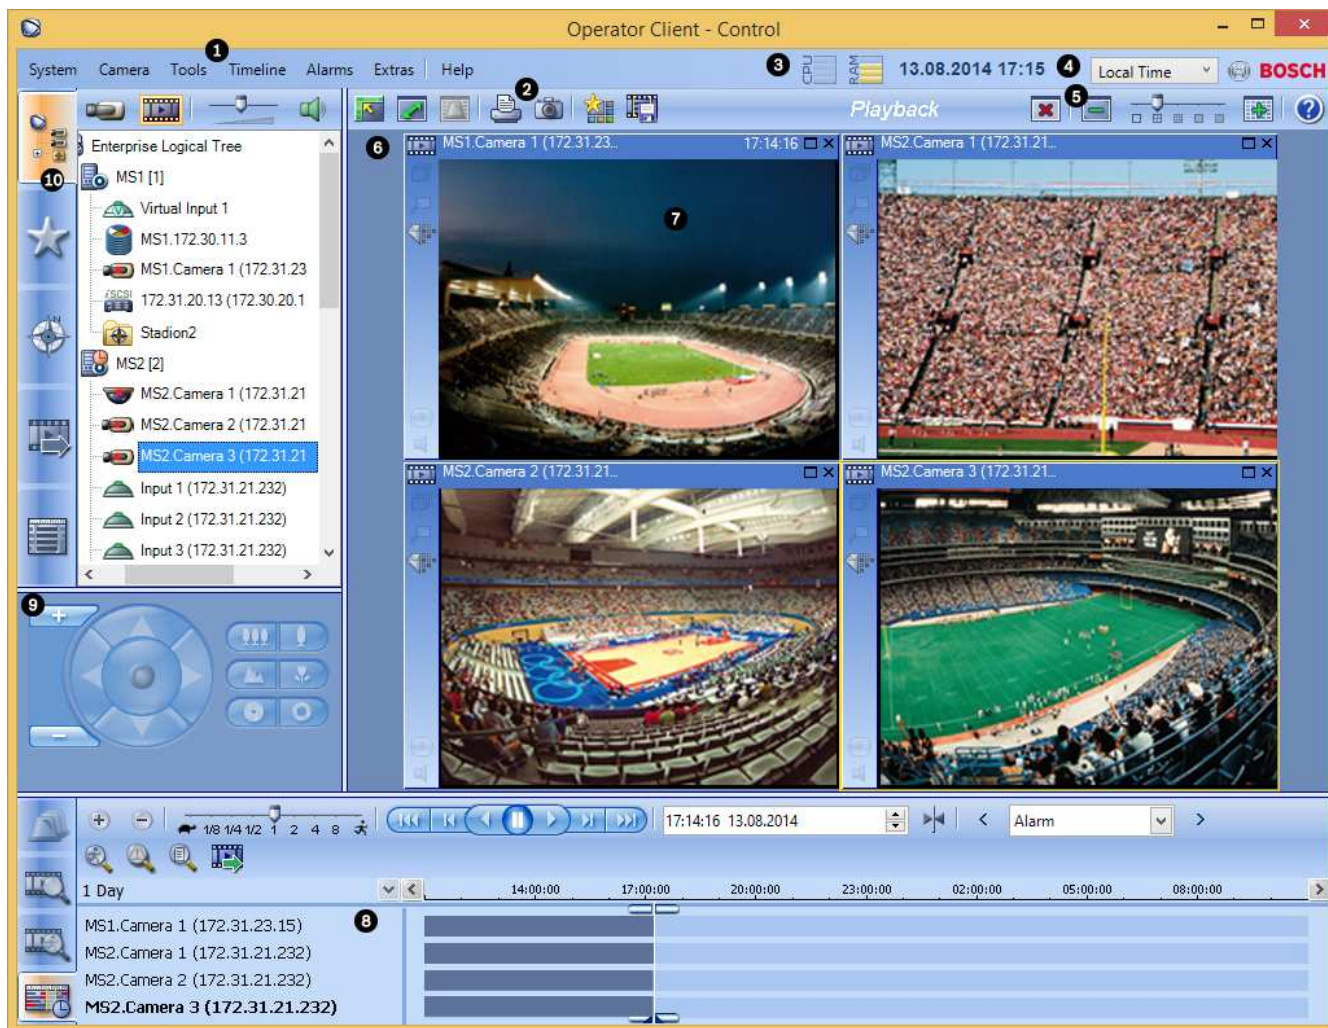 Operator Client - Control
1
System Camera Tools Timeline Alarms Extras Help
3 CPU RAM 13.08.2014 17:15 4 Local Time BOSCH
2
Playback
5
6
Enterprise Logical Tree
10
MS1 [1]
Virtual Input 1
MS1.172.30.11.3
MS1.Camera 1 (172.31.23
iSCSI 172.31.20.13 (172.30.20.1
Stadion2
MS2 [2]
MS2.Camera 1 (172.31.21
MS2.Camera 2 (172.31.21
MS2.Camera 3 (172.31.21
Input 1 (172.31.21.232)
Input 2 (172.31.21.232)
Input 3 (172.31.21.232)
MS1.Camera 1 (172.31.23... 17:14:16
MS2.Camera 1 (172.31.21...
7
MS2.Camera 2 (172.31.21...
MS2.Camera 3 (172.31.21...
9
1/8 1/4 1/2 1 2 4 8
17:14:16 13.08.2014
Alarm
1 Day
14:00:00 17:00:00 20:00:00 23:00:00 02:00:00 05:00:00 08:00:00
8
MS1.Camera 1 (172.31.23.15)
MS2.Camera 1 (172.31.21.232)
MS2.Camera 2 (172.31.21.232)
MS2.Camera 3 (172.31.21.232)